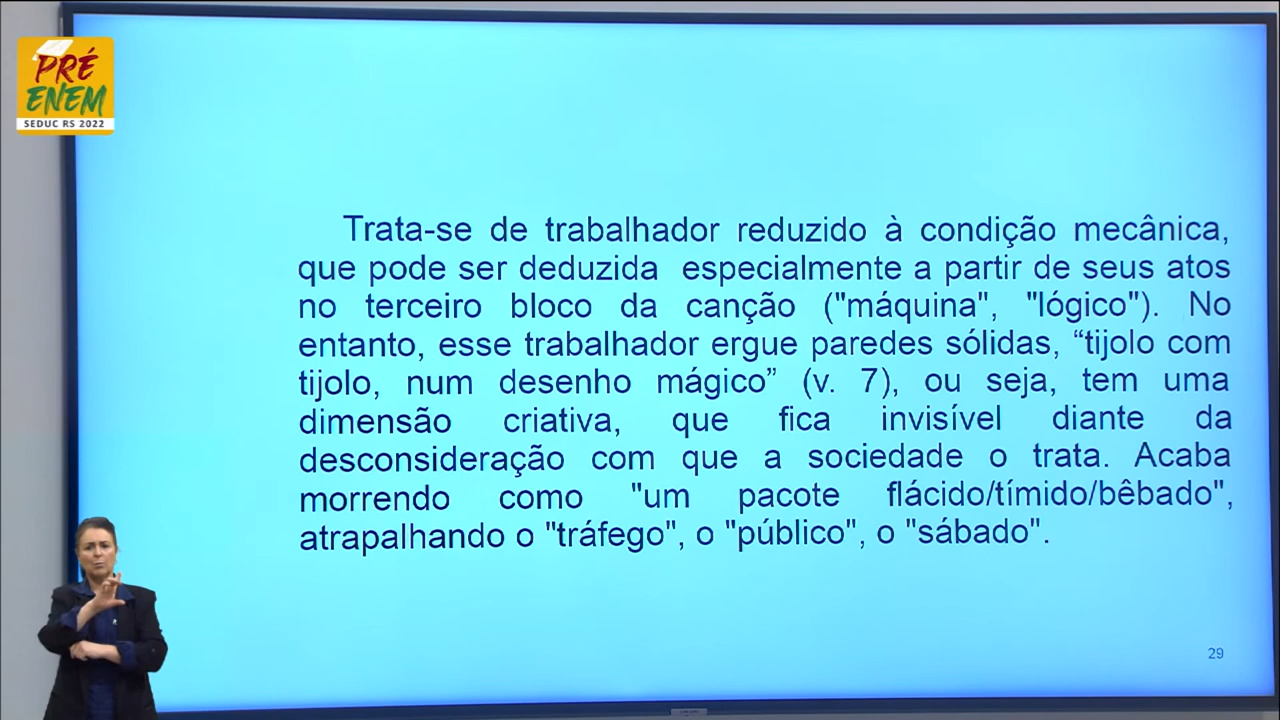 PRÉ
ENEM
SEDUC RS 2022
Trata-se de trabalhador reduzido à condição mecânica,
que pode ser deduzida especialmente a partir de seus atos
no terceiro bloco da canção ("máquina", "lógico"). No
entanto, esse trabalhador ergue paredes sólidas, “tijolo com
tijolo, num desenho mágico” (v. 7), ou seja, tem uma
dimensão criativa, que fica invisível diante da
desconsideração com que a sociedade o trata. Acaba
morrendo como "um pacote flácido/tímido/bêbado",
atrapalhando o "tráfego", o "público", o "sábado".
29